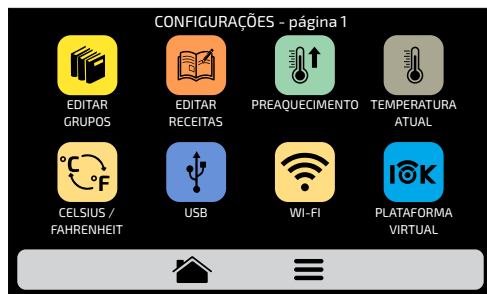 CONFIGURAÇÕES - página 1
EDITAR
GRUPOS
EDITAR
RECEITAS
PREAQUECIMENTO
TEMPERATURA
ATUAL
°C
°F
IOK
CELSIUS /
FAHRENHEIT
USB
WI-FI
PLATAFORMA
VIRTUAL